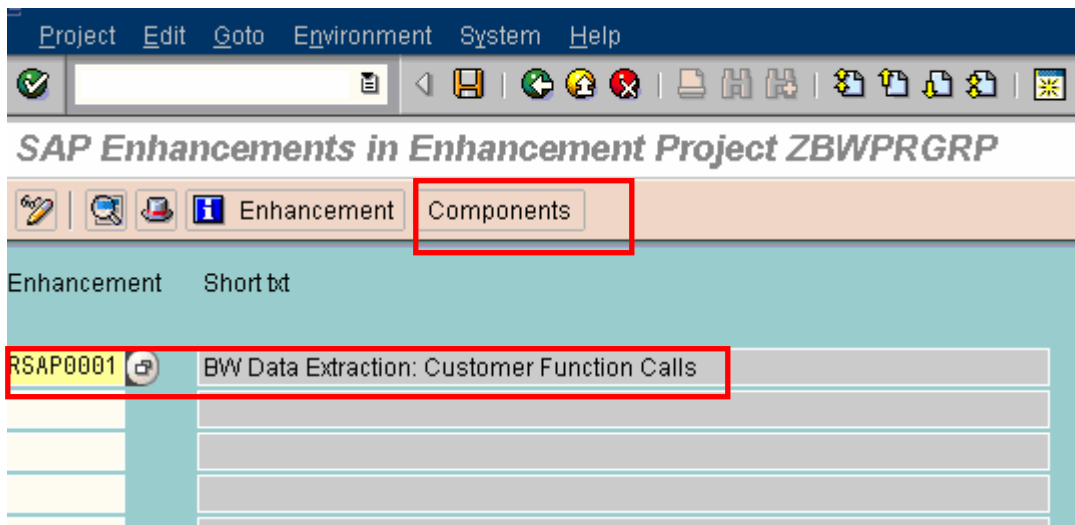 Project Edit Goto Environment System Help
SAP Enhancements in Enhancement Project ZBWPRGRP
Enhancement Components
Enhancement Short txt
RSAP0001 BW Data Extraction: Customer Function Calls